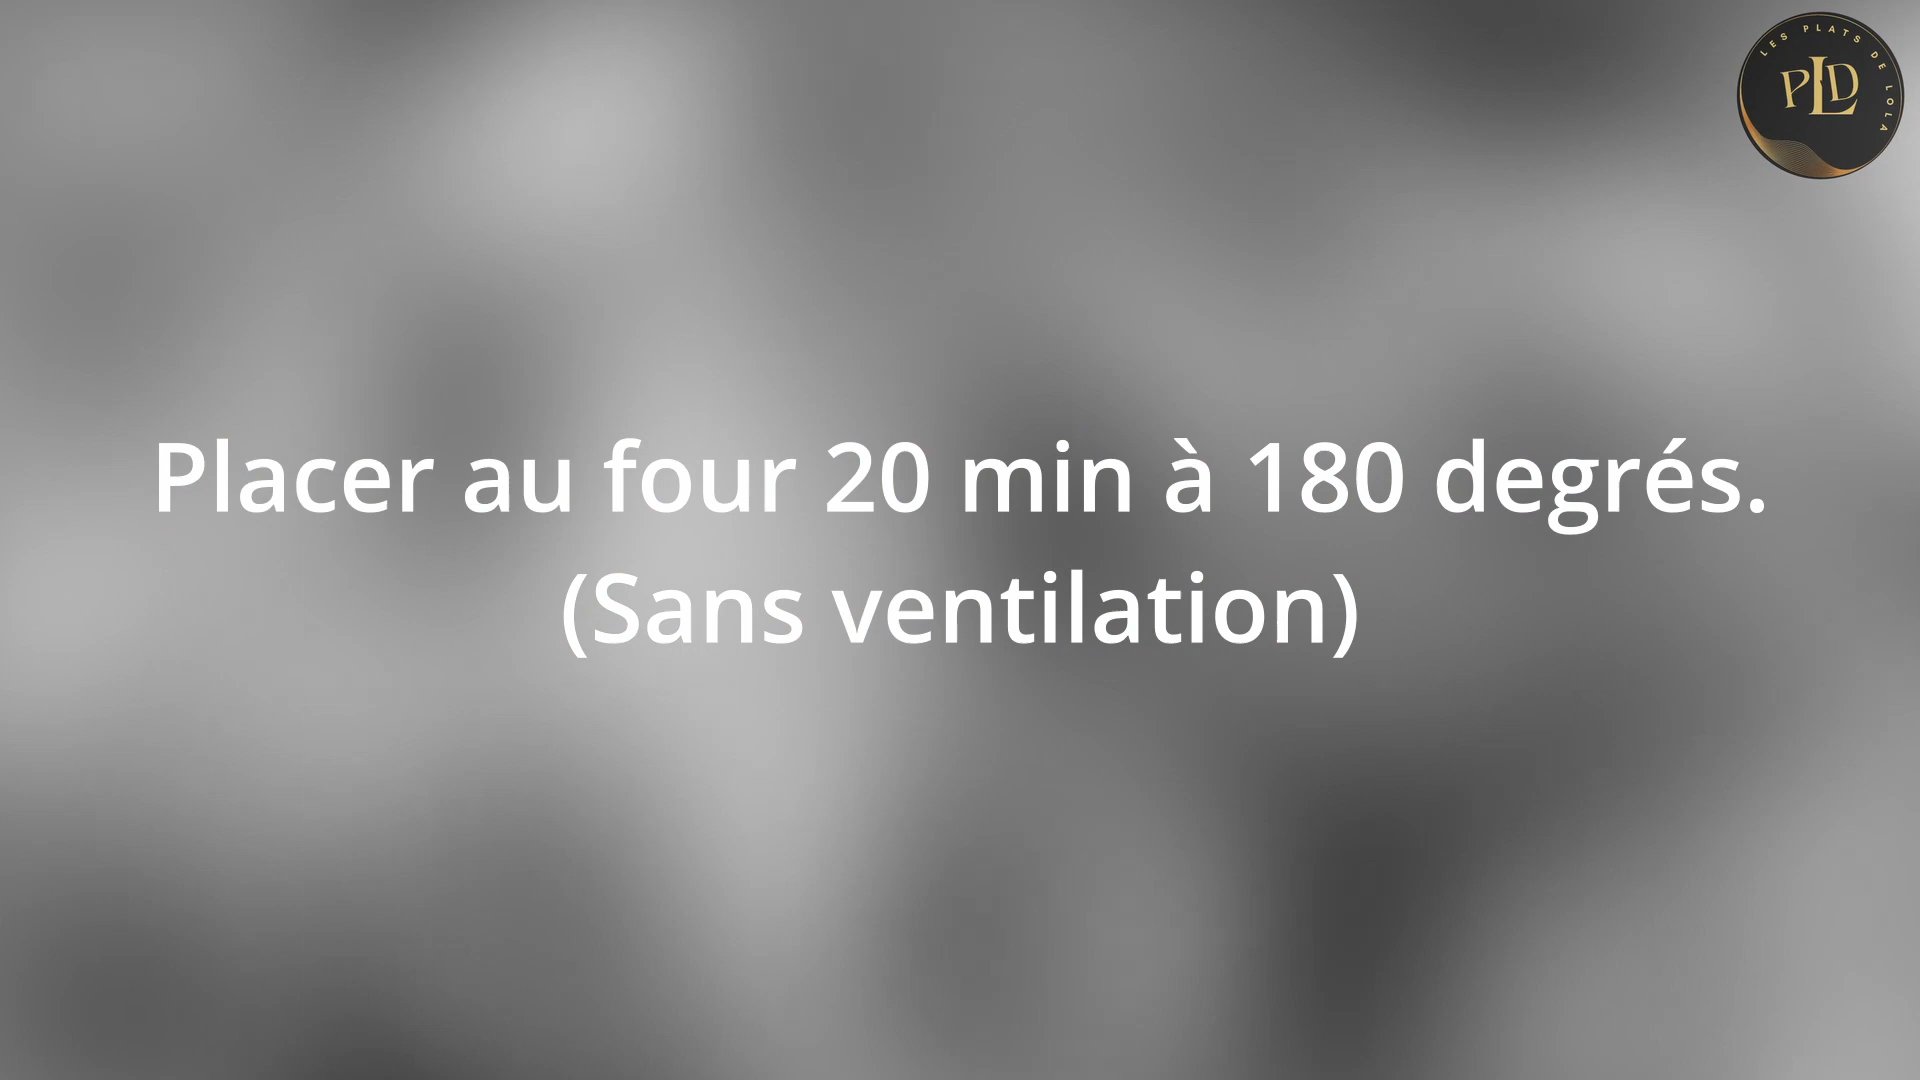 LES PLATS DE LOLA
PLD
Placer au four 20 min à 180 degrés.
(Sans ventilation)